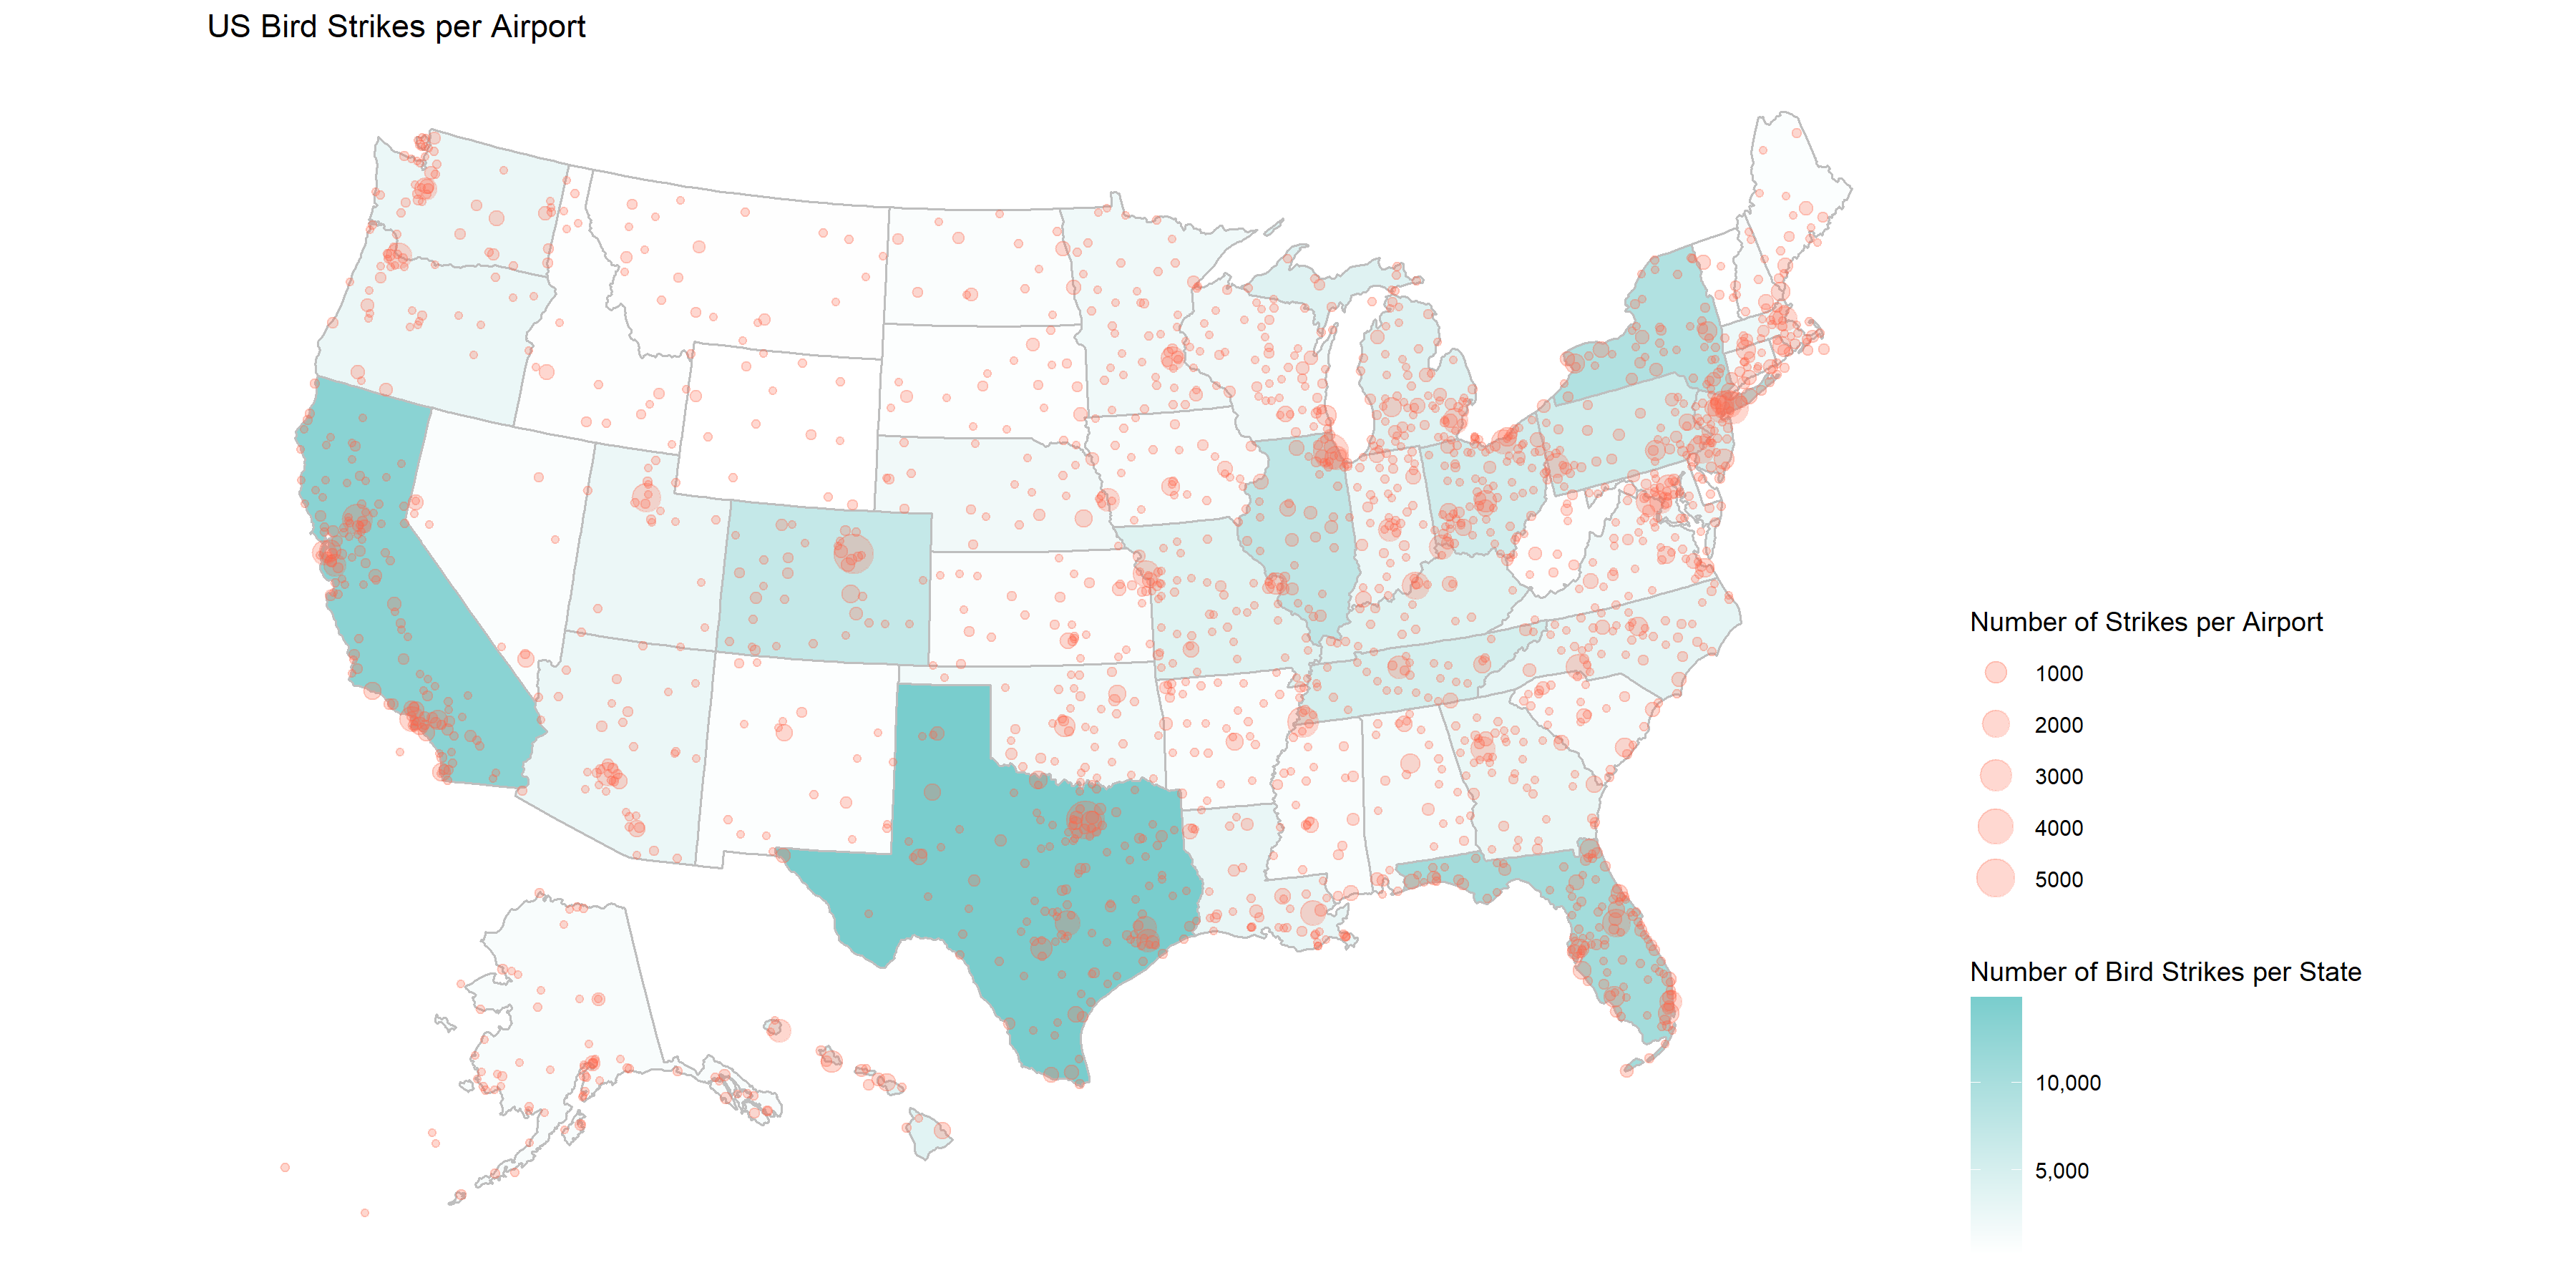 US Bird Strikes per Airport
Number of Strikes per Airport
1000
2000
3000
4000
5000
Number of Bird Strikes per State
10,000
5,000